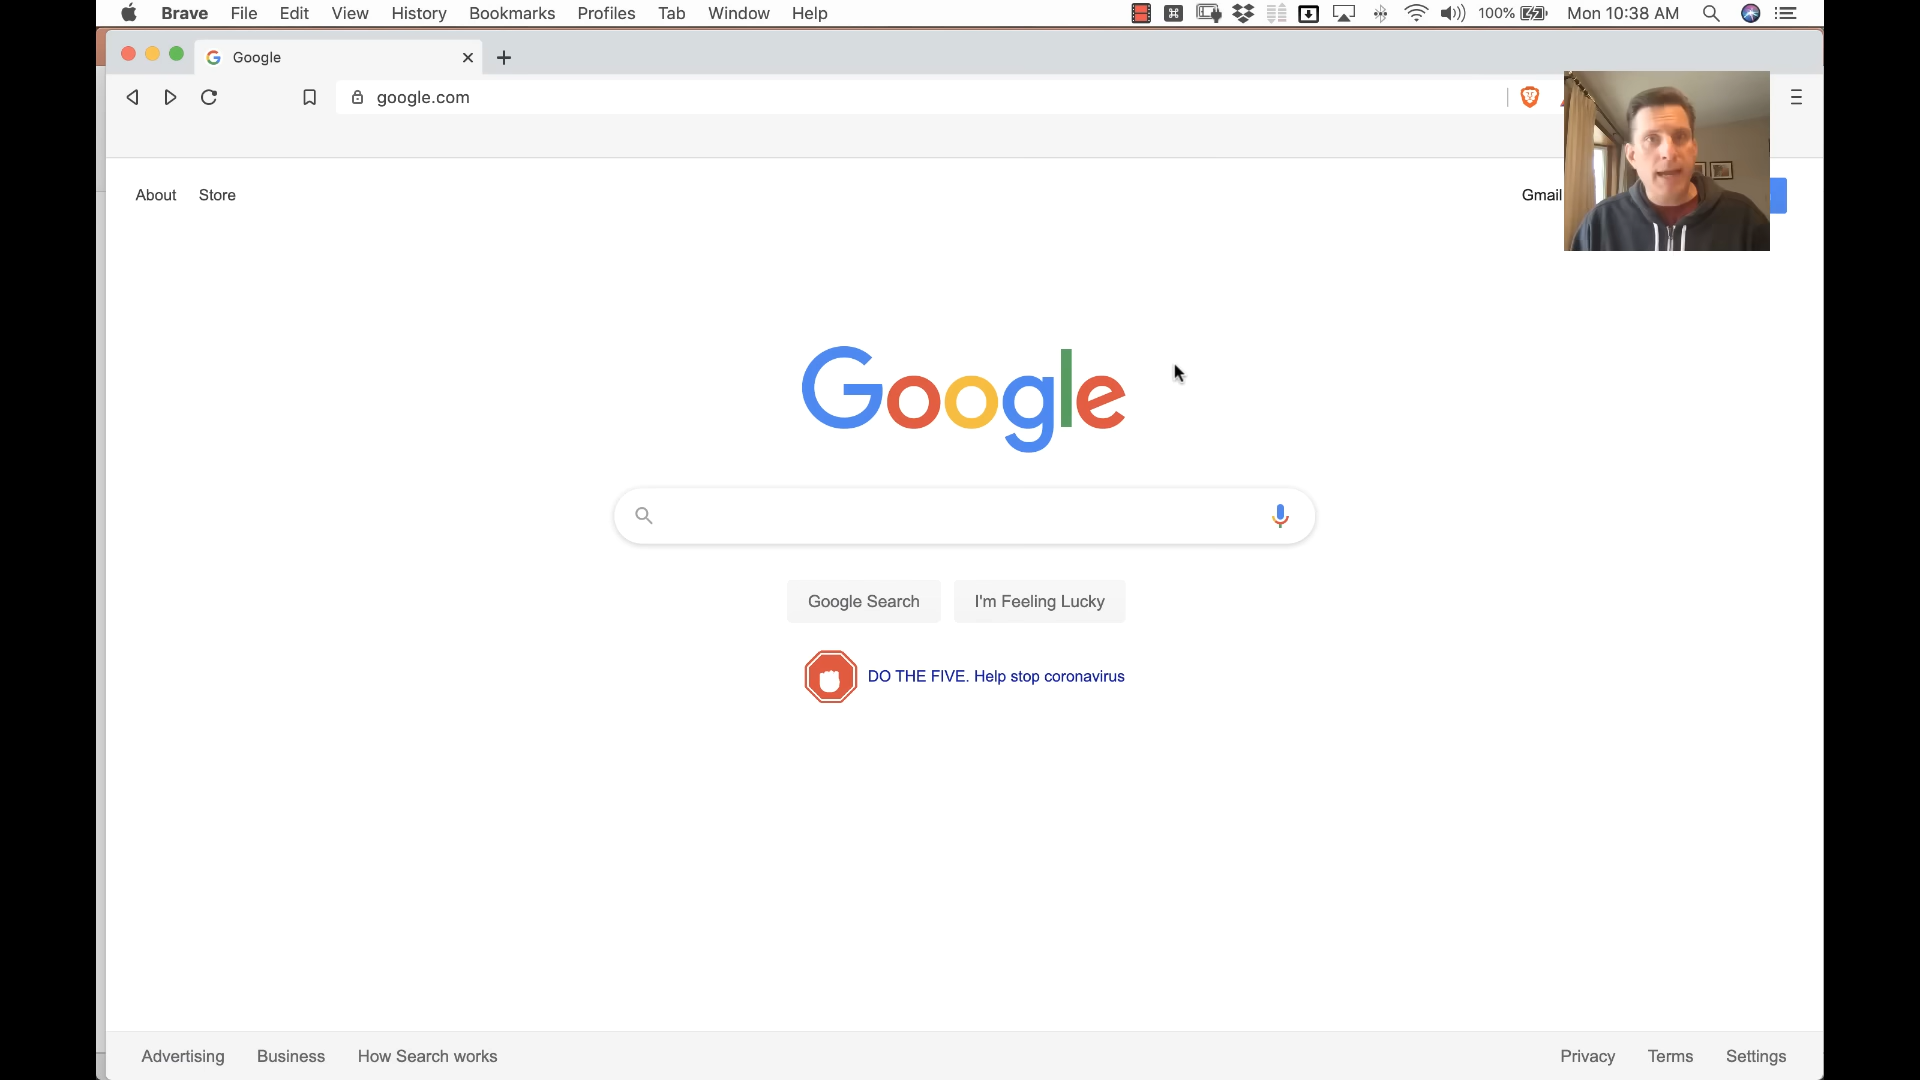 Brave File Edit View History Bookmarks Profiles Tab Window Help 100% Mon 10:38 AM
Google
google.com
About Store Gmail
Google
Google Search I'm Feeling Lucky
DO THE FIVE. Help stop coronavirus
Advertising Business How Search works Privacy Terms Settings